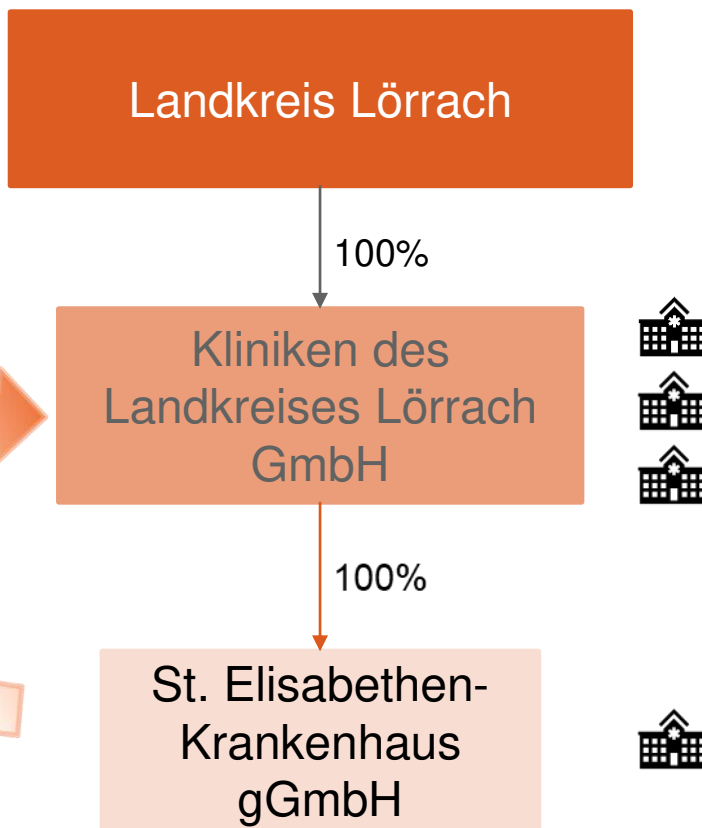 Landkreis Lörrach
100%
Kliniken des
Landkreises Lörrach
GmbH
100%
St. Elisabethen-
Krankenhaus
gGmbH